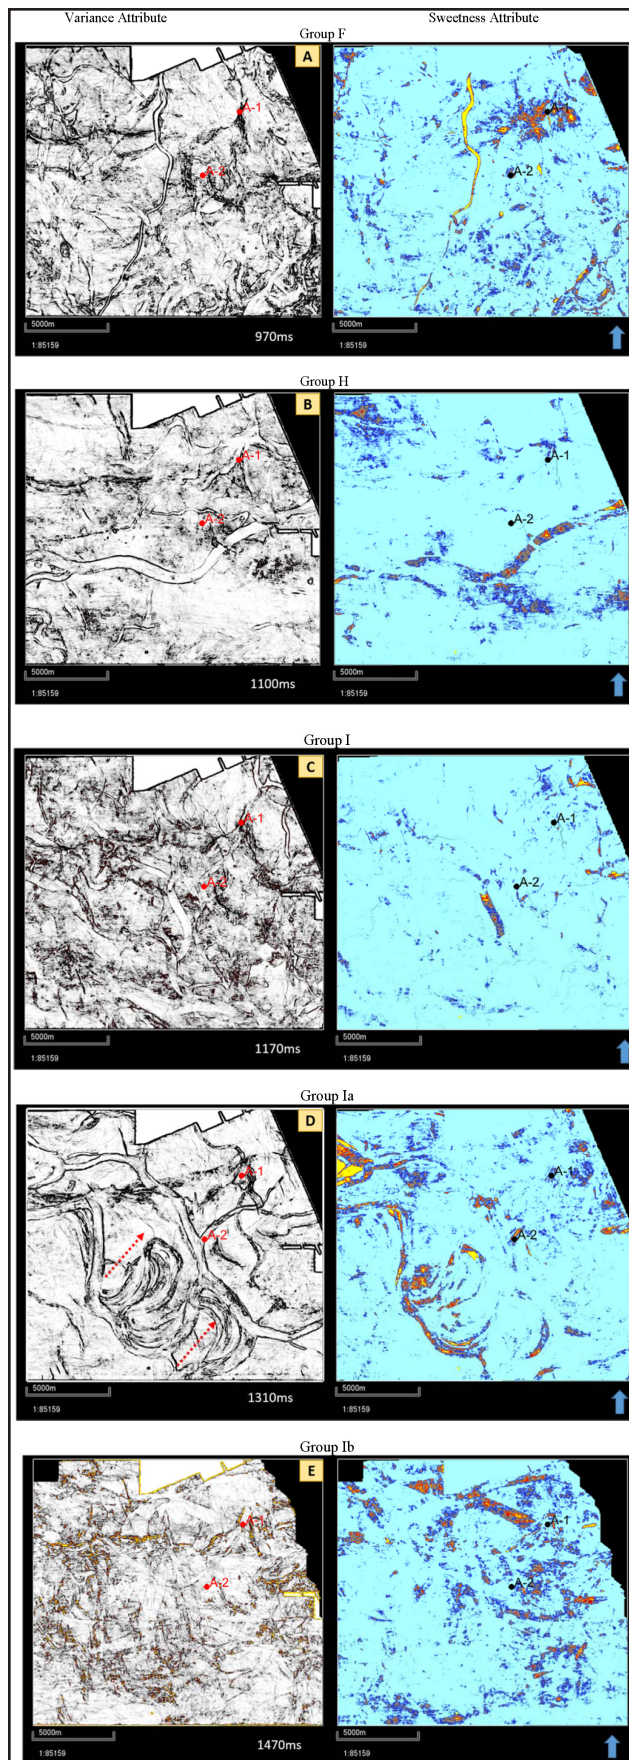 Variance Attribute Sweetness Attribute
Group F
A
A-1 A-1
A-2 A-2
5000m 5000m
970ms
1:85159 1:85159
Group H
B
A-1 A-1
A-2 A-2
5000m 5000m
1100ms
1:85159 1:85159
Group I
C
A-1 A-1
A-2 A-2
5000m 5000m
1170ms
1:85159 1:85159
Group Ia
D
A-1 A-1
A-2 A-2
5000m 5000m
1310ms
1:85159 1:85159
Group Ib
E
A-1 A-1
A-2 A-2
5000m 5000m
1470ms
1:85159 1:85159